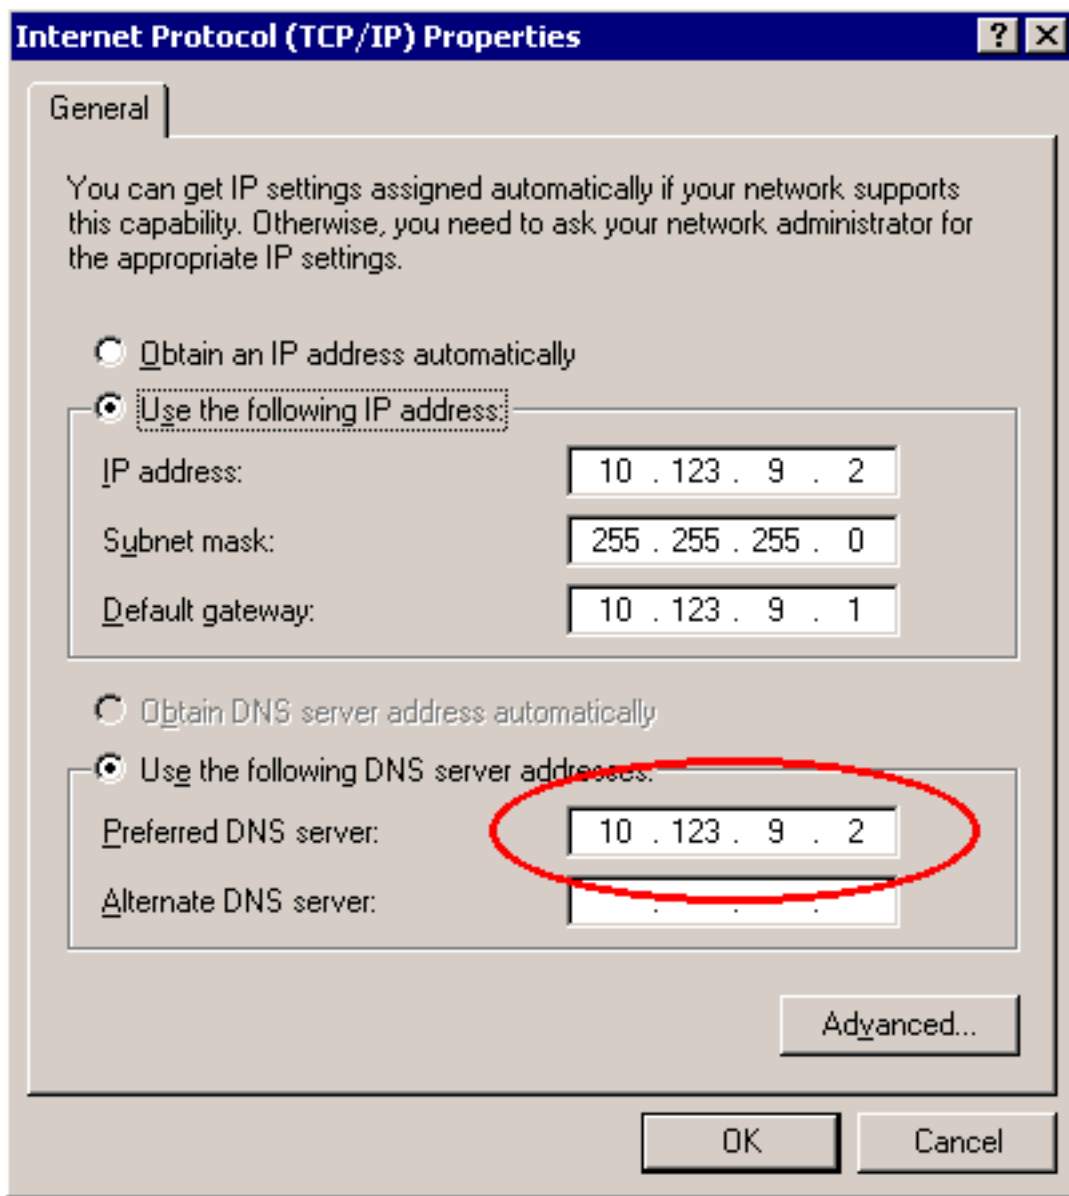 Internet Protocol (TCP/IP) Properties
General
You can get IP settings assigned automatically if your network supports
this capability. Otherwise, you need to ask your network administrator for
the appropriate IP settings.
Obtain an IP address automatically
Use the following IP address:
IP address: 10 . 123 . 9 . 2
Subnet mask: 255 . 255 . 255 . 0
Default gateway: 10 . 123 . 9 . 1
Obtain DNS server address automatically
Use the following DNS server addresses:
Preferred DNS server: 10 . 123 . 9 . 2
Alternate DNS server: . . .
Advanced...
OK Cancel